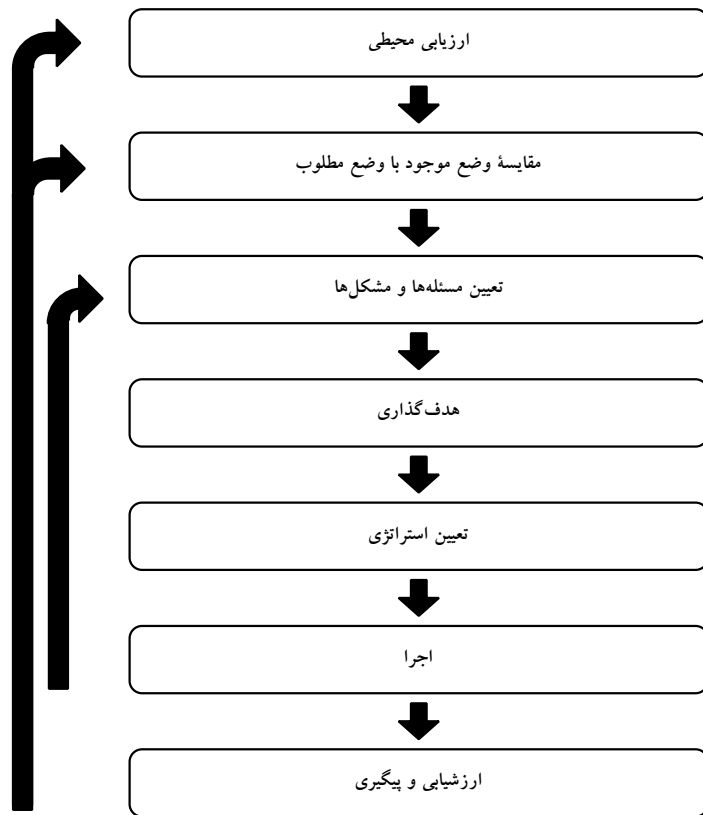 ارزیابی محیطی
مقایسهٔ وضع موجود با وضع مطلوب
تعیین مسئله‌ها و مشکل‌ها
هدف‌گذاری
تعیین استراتژی
اجرا
ارزشیابی و پیگیری